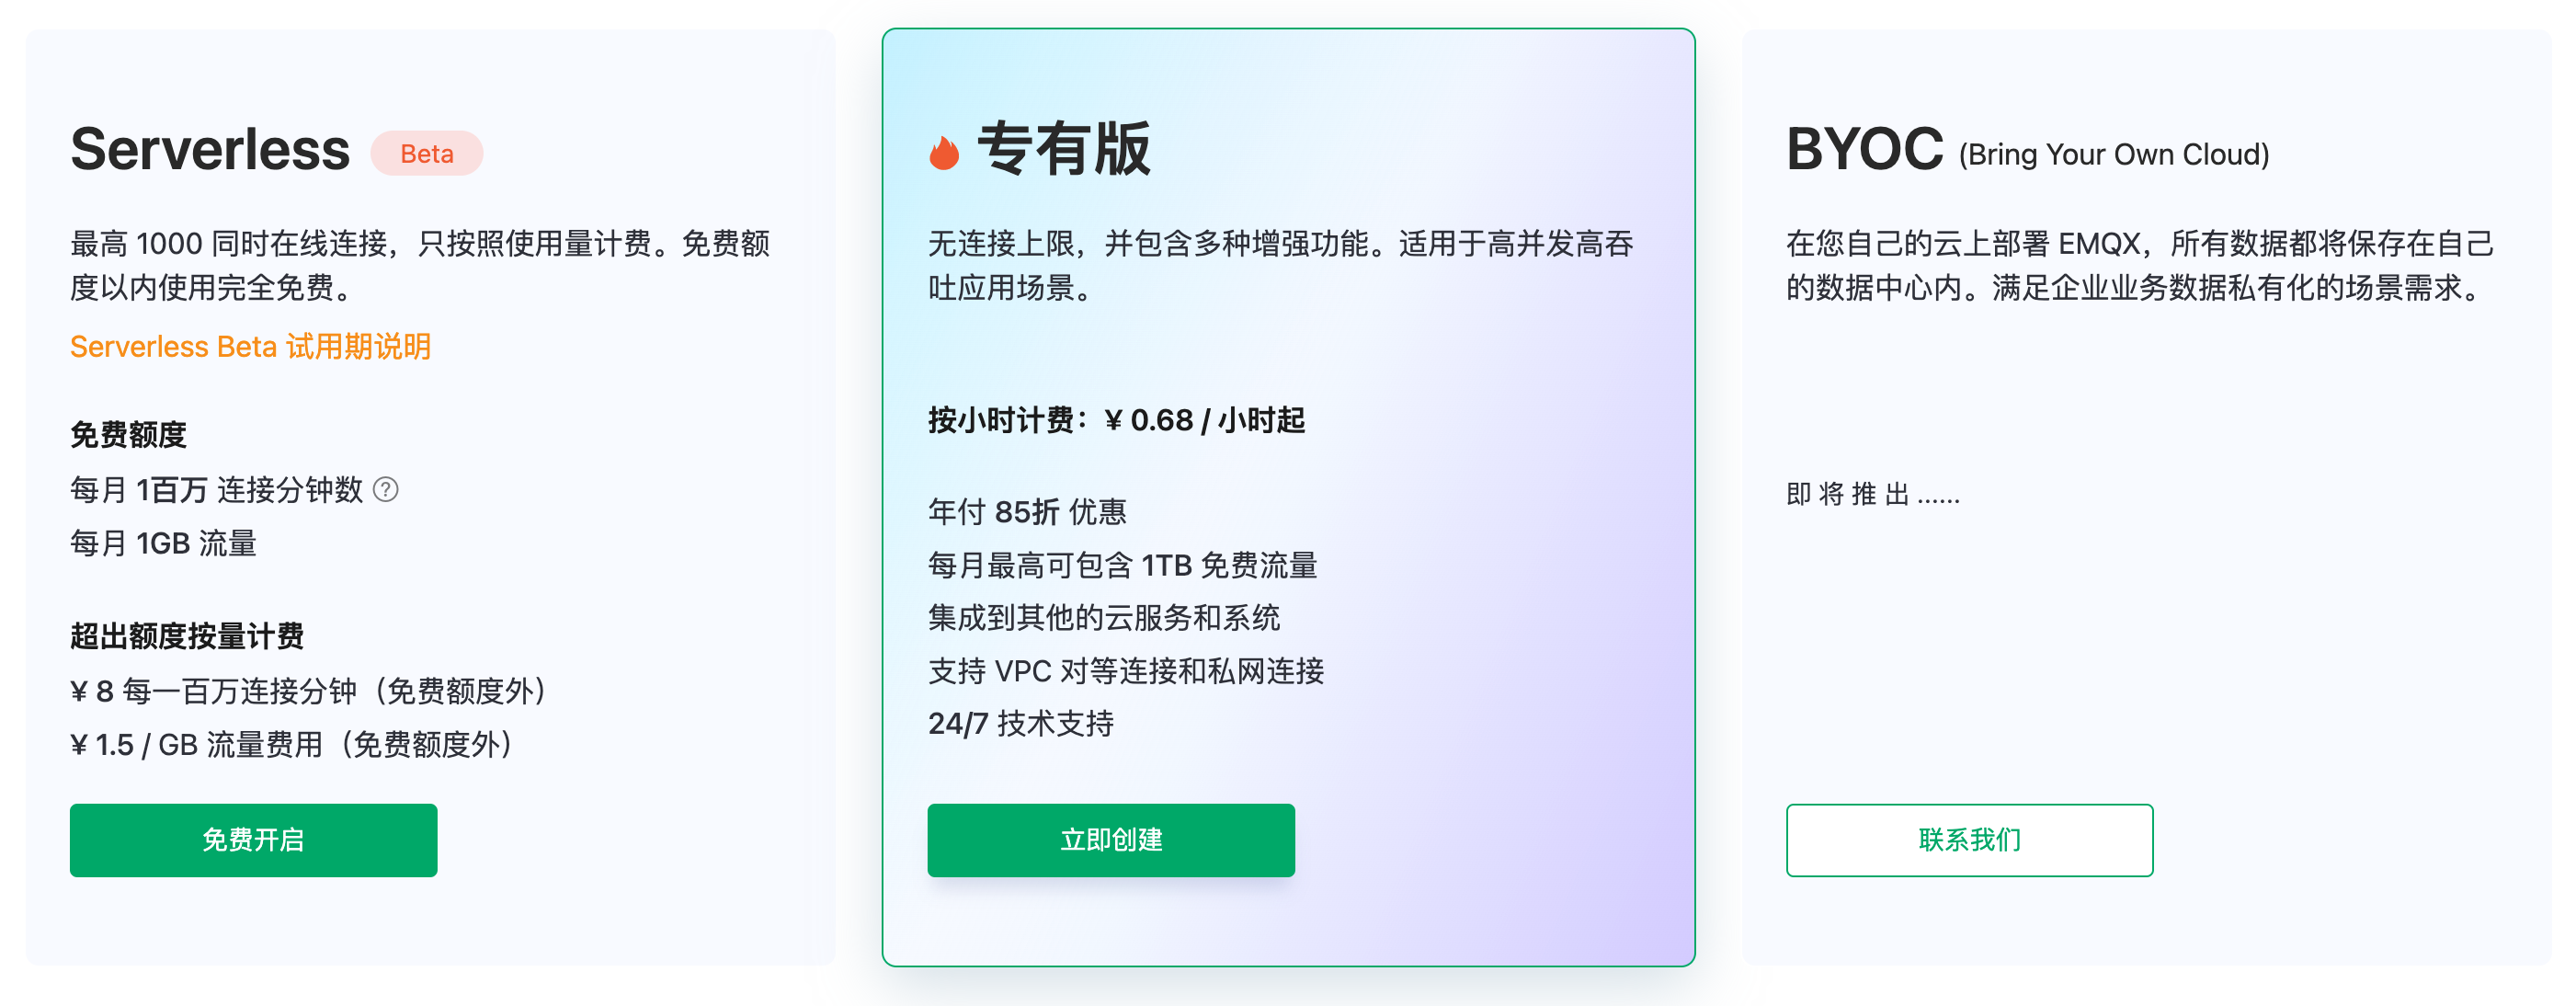 Serverless Beta
最高 1000 同时在线连接，只按照使用量计费。免费额
度以内使用完全免费。
Serverless Beta 试用期说明
免费额度
每月 1百万 连接分钟数 ?
每月 1GB 流量
超出额度按量计费
¥ 8 每一百万连接分钟（免费额度外）
¥ 1.5 / GB 流量费用（免费额度外）
免费开启
专有版
无连接上限，并包含多种增强功能。适用于高并发高吞
吐应用场景。
按小时计费：¥ 0.68 / 小时起
年付 85折 优惠
每月最高可包含 1TB 免费流量
集成到其他的云服务和系统
支持 VPC 对等连接和私网连接
24/7 技术支持
立即创建
BYOC (Bring Your Own Cloud)
在您自己的云上部署 EMQX，所有数据都将保存在自己
的数据中心内。满足企业业务数据私有化的场景需求。
即 将 推 出 ......
联系我们